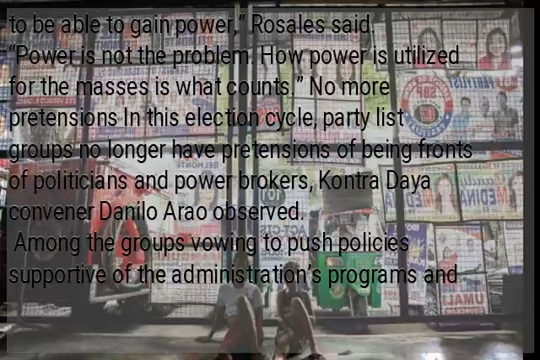 to be able to gain power,” Rosales said.
“Power is not the problem. How power is utilized
for the masses is what counts.” No more
pretensions In this election cycle, party list
groups no longer have pretensions of being fronts
of politicians and power brokers, Kontra Daya
convener Danilo Arao observed.
Among the groups vowing to push policies
supportive of the administration’s programs and
BELMONTE
UMALI